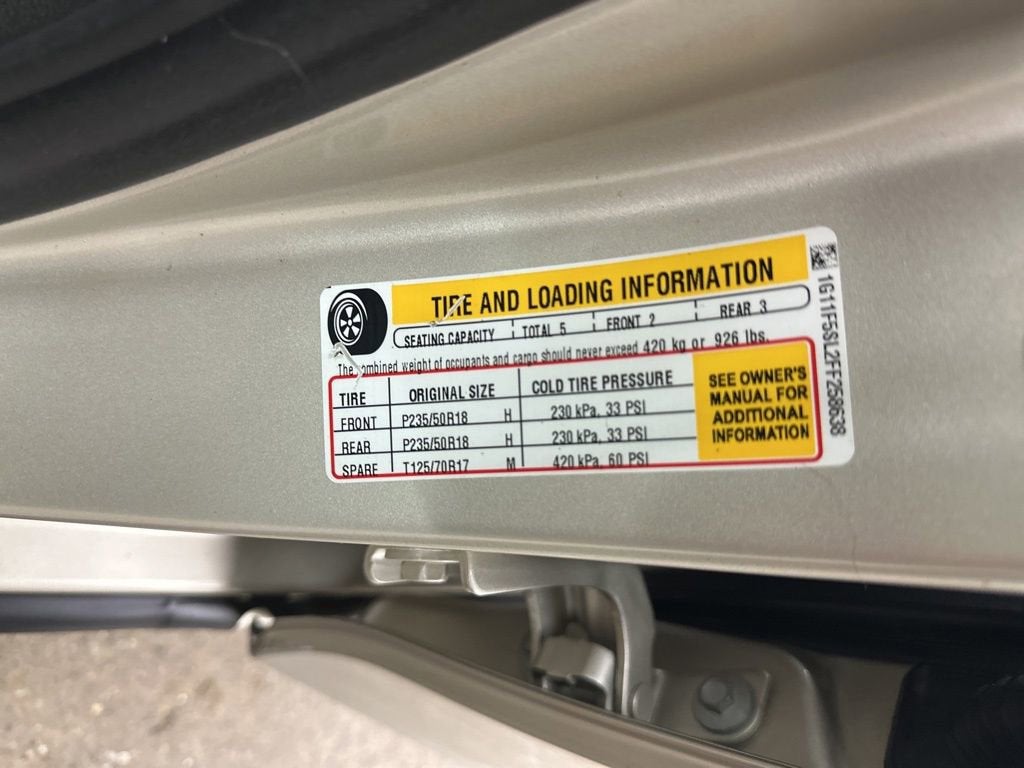 TIRE AND LOADING INFORMATION
SEATING CAPACITY TOTAL 5 FRONT 2 REAR 3
The combined weight of occupants and cargo should never exceed 420 kg or 926 lbs.
TIRE ORIGINAL SIZE COLD TIRE PRESSURE
FRONT P235/50R18 H 230 kPa, 33 PSI
REAR P235/50R18 H 230 kPa, 33 PSI
SPARE T125/70R17 M 420 kPa, 60 PSI
SEE OWNER'S
MANUAL FOR
ADDITIONAL
INFORMATION
1G11F5SL2FF258638